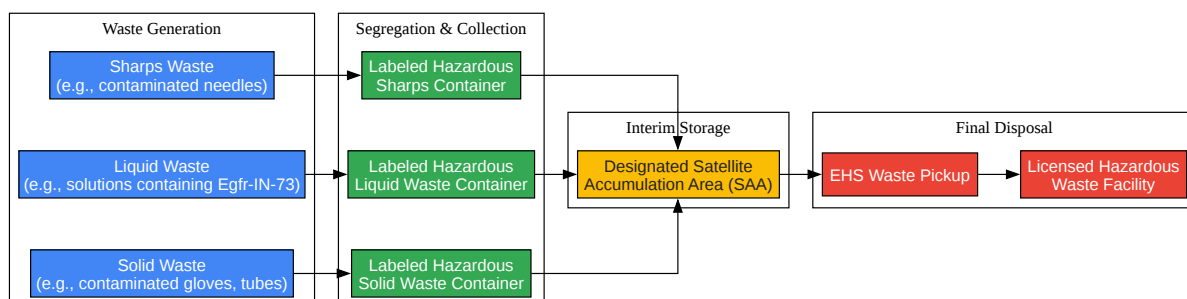 Waste Generation
Sharps Waste
(e.g., contaminated needles)
Liquid Waste
(e.g., solutions containing Egfr-IN-73)
Solid Waste
(e.g., contaminated gloves, tubes)
Segregation & Collection
Labeled Hazardous
Sharps Container
Labeled Hazardous
Liquid Waste Container
Labeled Hazardous
Solid Waste Container
Interim Storage
Designated Satellite
Accumulation Area (SAA)
Final Disposal
EHS Waste Pickup
Licensed Hazardous
Waste Facility